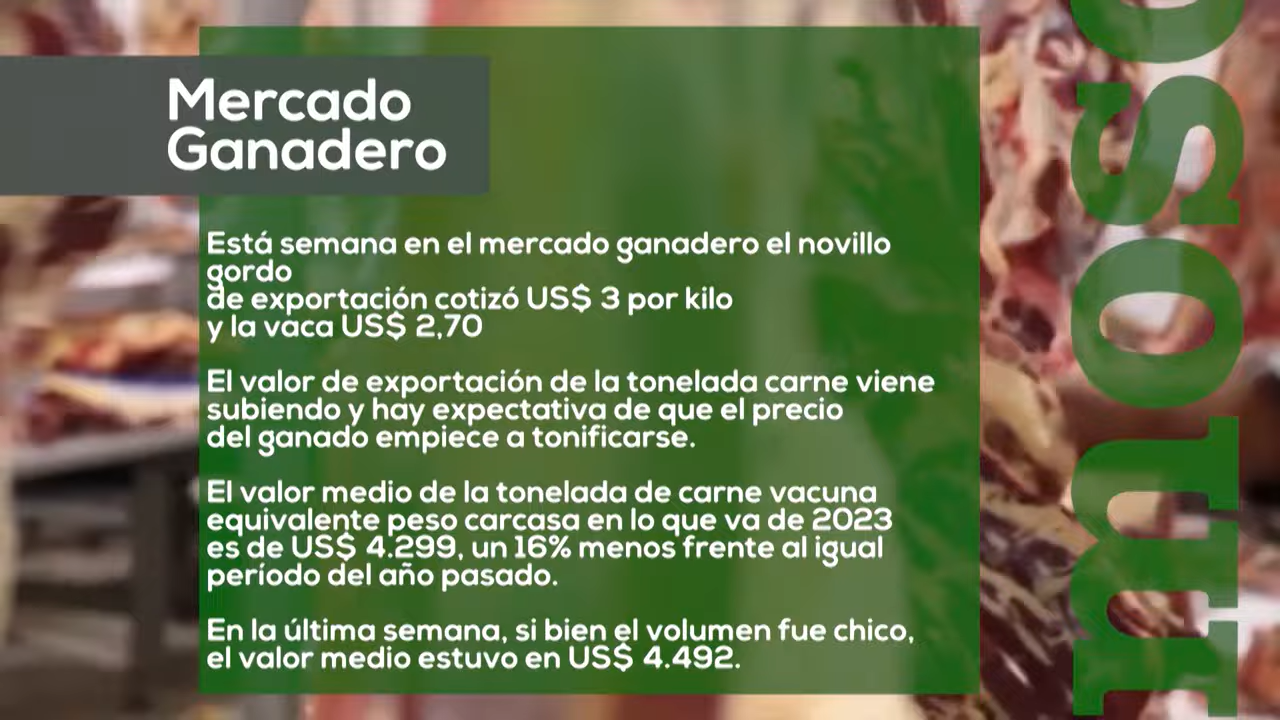 Mercado
Ganadero
Está semana en el mercado ganadero el novillo
gordo
de exportación cotizó US$ 3 por kilo
y la vaca US$ 2,70
El valor de exportación de la tonelada carne viene
subiendo y hay expectativa de que el precio
del ganado empiece a tonificarse.
El valor medio de la tonelada de carne vacuna
equivalente peso carcasa en lo que va de 2023
es de US$ 4.299, un 16% menos frente al igual
período del año pasado.
En la última semana, si bien el volumen fue chico,
el valor medio estuvo en US$ 4.492.